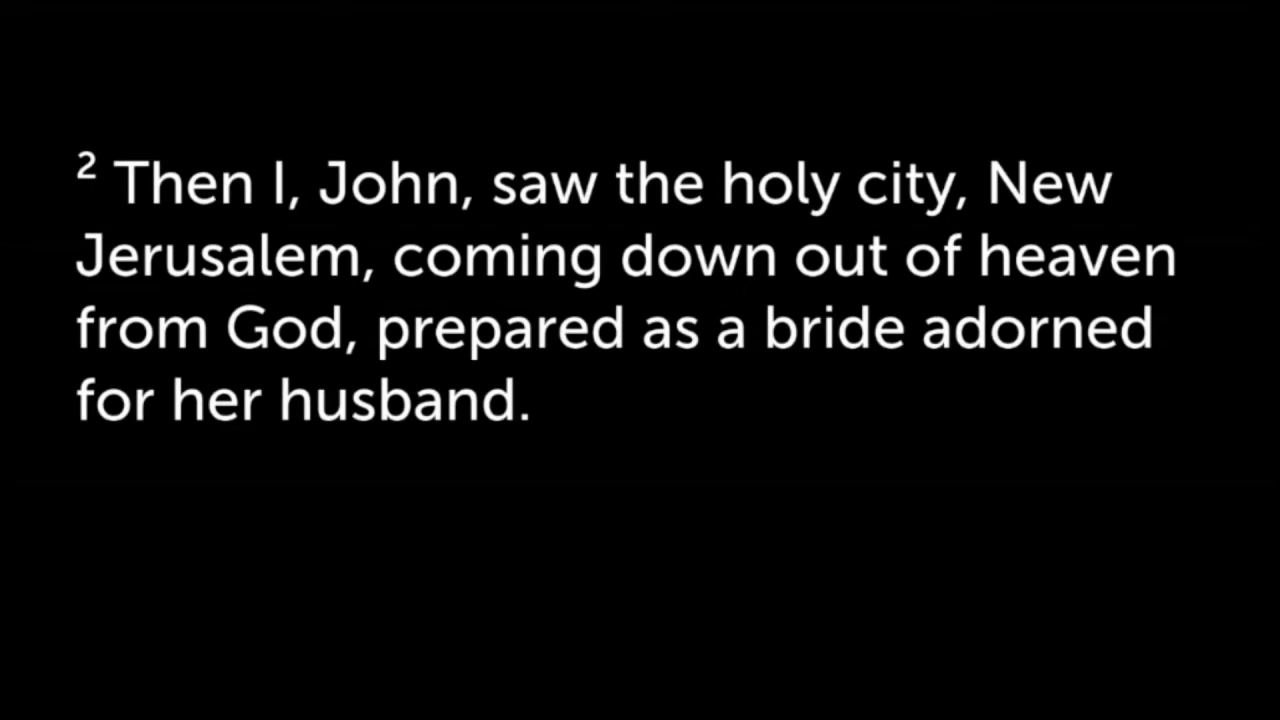 ² Then I, John, saw the holy city, New
Jerusalem, coming down out of heaven
from God, prepared as a bride adorned
for her husband.